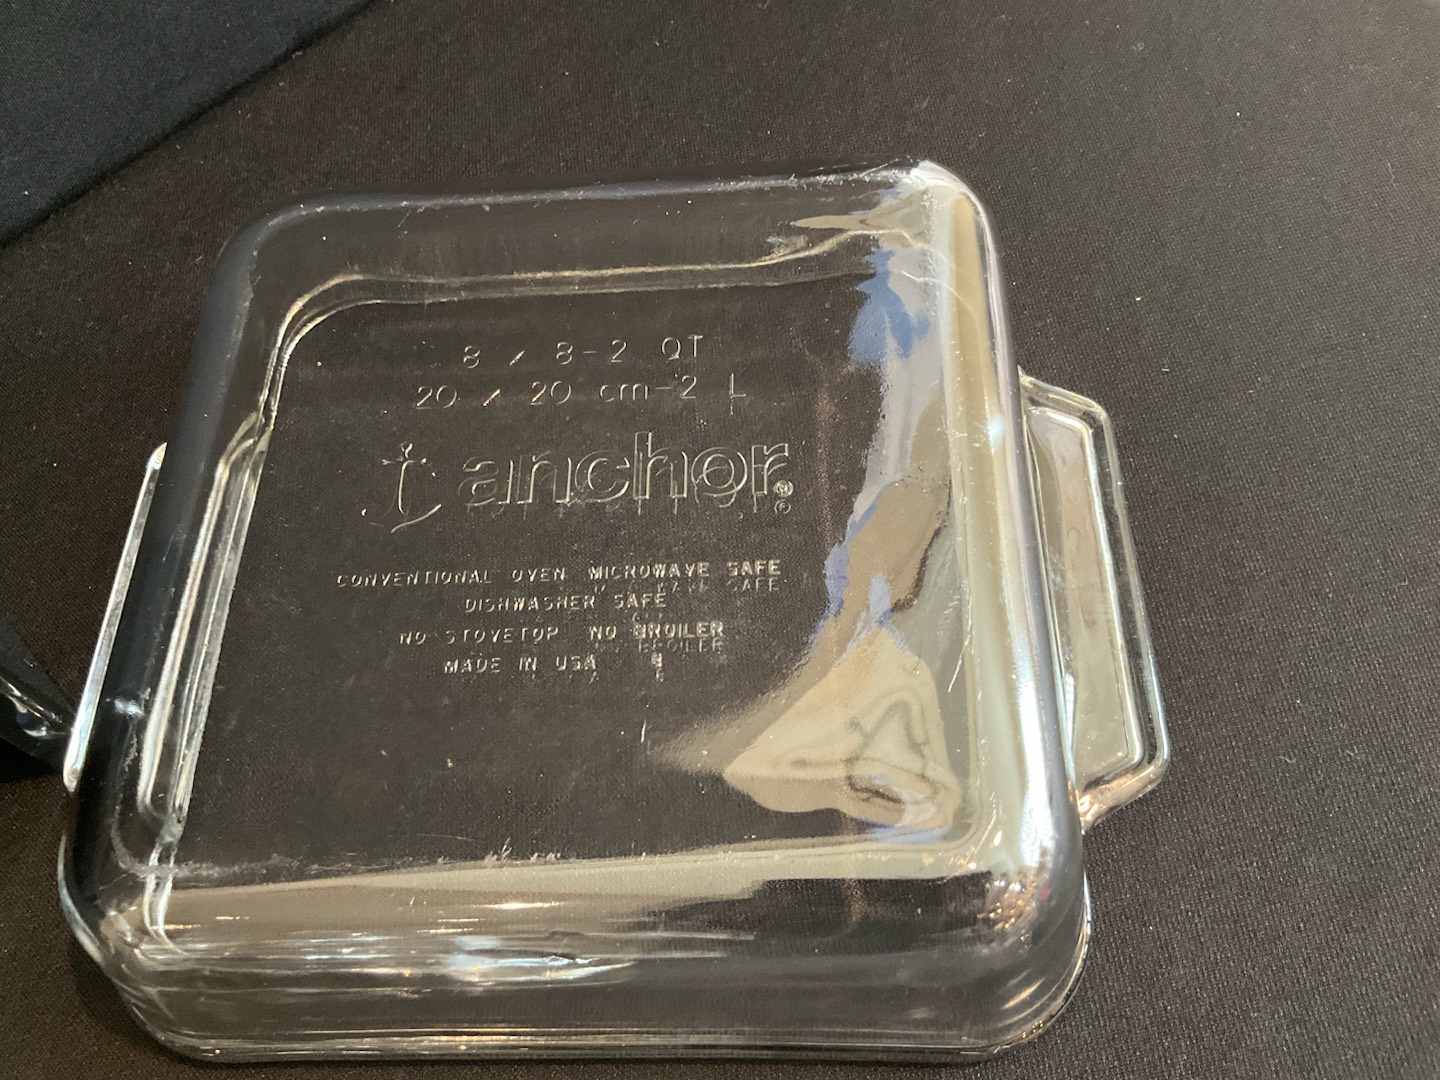 8 / 8-2 QT
20 / 20 cm-2 L
anchor®
CONVENTIONAL OVEN MICROWAVE SAFE
DISHWASHER SAFE
NO STOVETOP NO BROILER
MADE IN USA